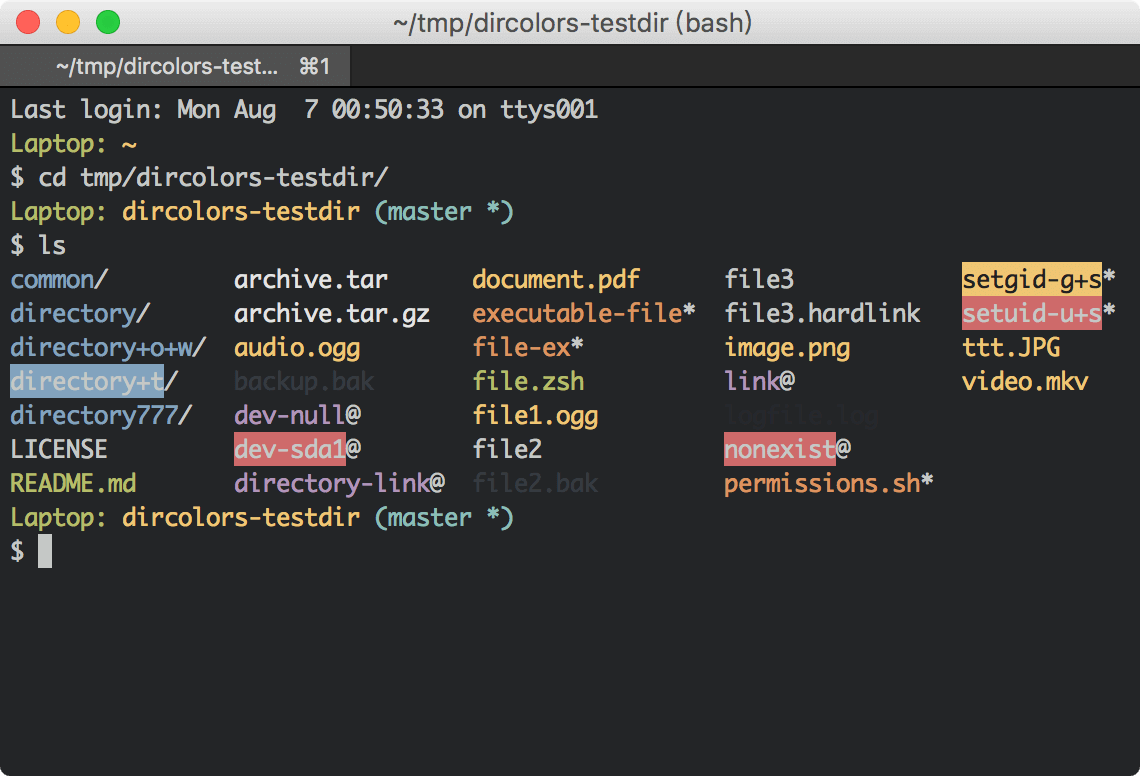 ~/tmp/dircolors-testdir (bash)
~/tmp/dircolors-test... ⌘1
Last login: Mon Aug  7 00:50:33 on ttys001
Laptop: ~
$ cd tmp/dircolors-testdir/
Laptop: dircolors-testdir (master *)
$ ls
common/ archive.tar document.pdf file3 setgid-g+s*
directory/ archive.tar.gz executable-file* file3.hardlink setuid-u+s*
directory+o+w/ audio.ogg file-ex* image.png ttt.JPG
directory+t/ backup.bak file.zsh link@ video.mkv
directory777/ dev-null@ file1.ogg logfile.log
LICENSE dev-sda1@ file2 nonexist@
README.md directory-link@ file2.bak permissions.sh*
Laptop: dircolors-testdir (master *)
$